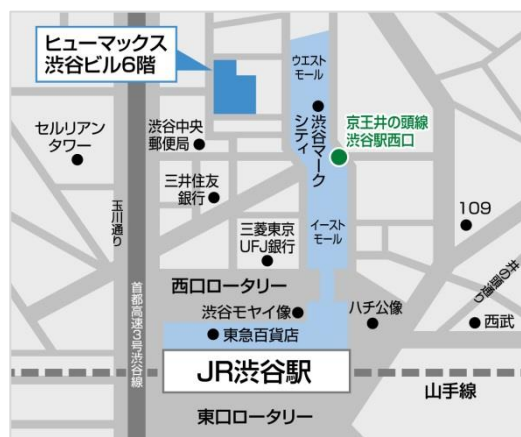 ヒューマックス
渋谷ビル6階
ウエスト
モール
セルリアン
タワー
渋谷中央
郵便局
渋谷マーク
シティ
京王井の頭線
渋谷駅西口
三井住友
銀行
玉川通り
109
三菱東京
UFJ銀行
イースト
モール
井の頭通り
西口ロータリー
首都高速3号渋谷線
渋谷モヤイ像
ハチ公像
西武
東急百貨店
JR渋谷駅
山手線
東口ロータリー